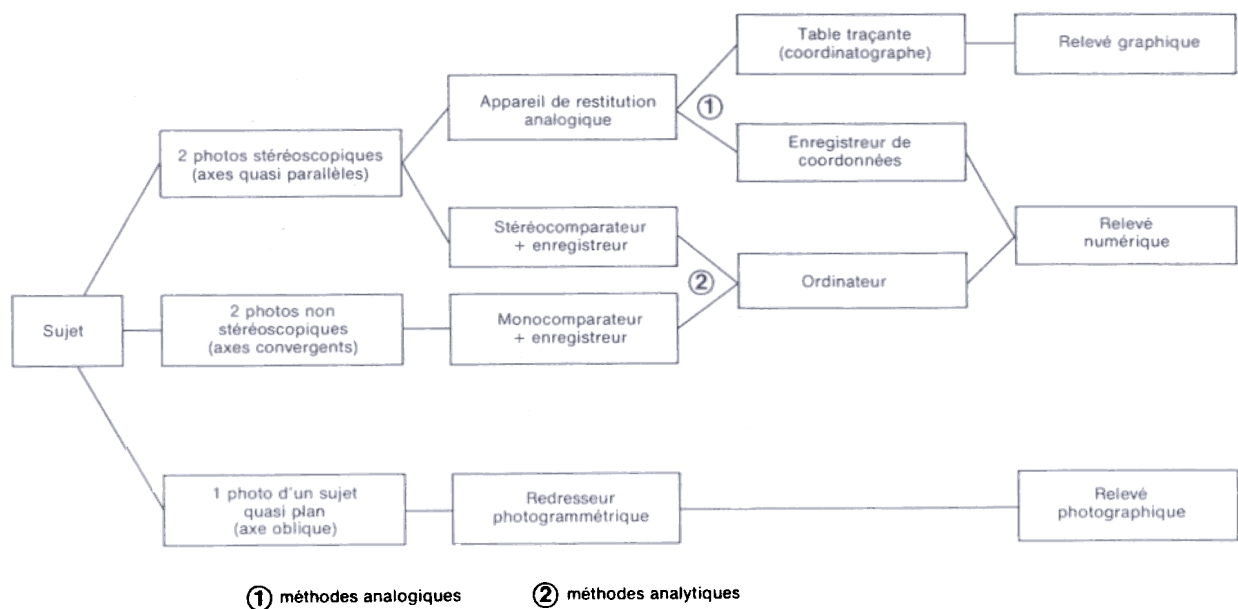 Table traçante
(coordinatographe)
Relevé graphique
Appareil de restitution
analogique
①
2 photos stéréoscopiques
(axes quasi parallèles)
Enregistreur de
coordonnées
Stéréocomparateur
+ enregistreur
Relevé
numérique
②
Ordinateur
Sujet
2 photos non
stéréoscopiques
(axes convergents)
Monocomparateur
+ enregistreur
1 photo d'un sujet
quasi plan
(axe oblique)
Redresseur
photogrammétrique
Relevé
photographique
① méthodes analogiques
② méthodes analytiques